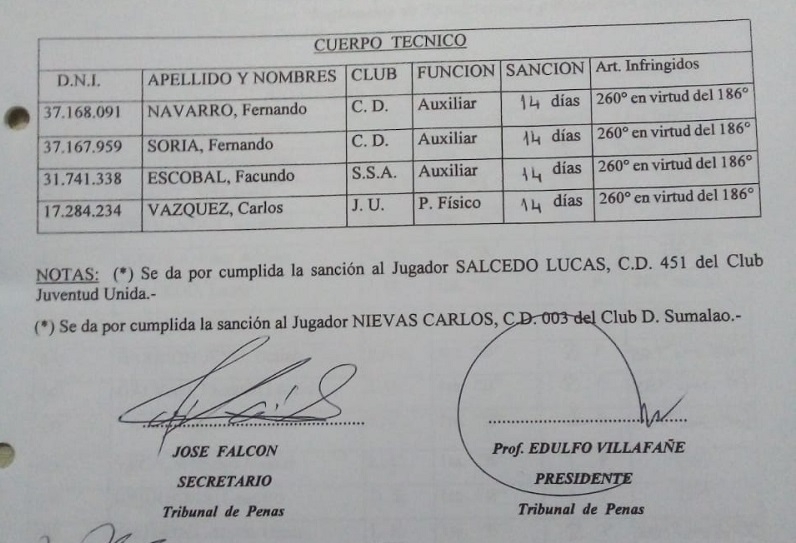 CUERPO TECNICO
D.N.I. APELLIDO Y NOMBRES CLUB FUNCION SANCION Art. Infringidos
37.168.091 NAVARRO, Fernando C. D. Auxiliar 14 días 260° en virtud del 186°
37.167.959 SORIA, Fernando C. D. Auxiliar 14 días 260° en virtud del 186°
31.741.338 ESCOBAL, Facundo S.S.A. Auxiliar 14 días 260° en virtud del 186°
17.284.234 VAZQUEZ, Carlos J. U. P. Físico 14 días 260° en virtud del 186°
NOTAS: (*) Se da por cumplida la sanción al Jugador SALCEDO LUCAS, C.D. 451 del Club
Juventud Unida.-
(*) Se da por cumplida la sanción al Jugador NIEVAS CARLOS, C.D. 003 del Club D. Sumalao.-
JOSE FALCON
SECRETARIO
Tribunal de Penas
Prof. EDULFO VILLAFAÑE
PRESIDENTE
Tribunal de Penas